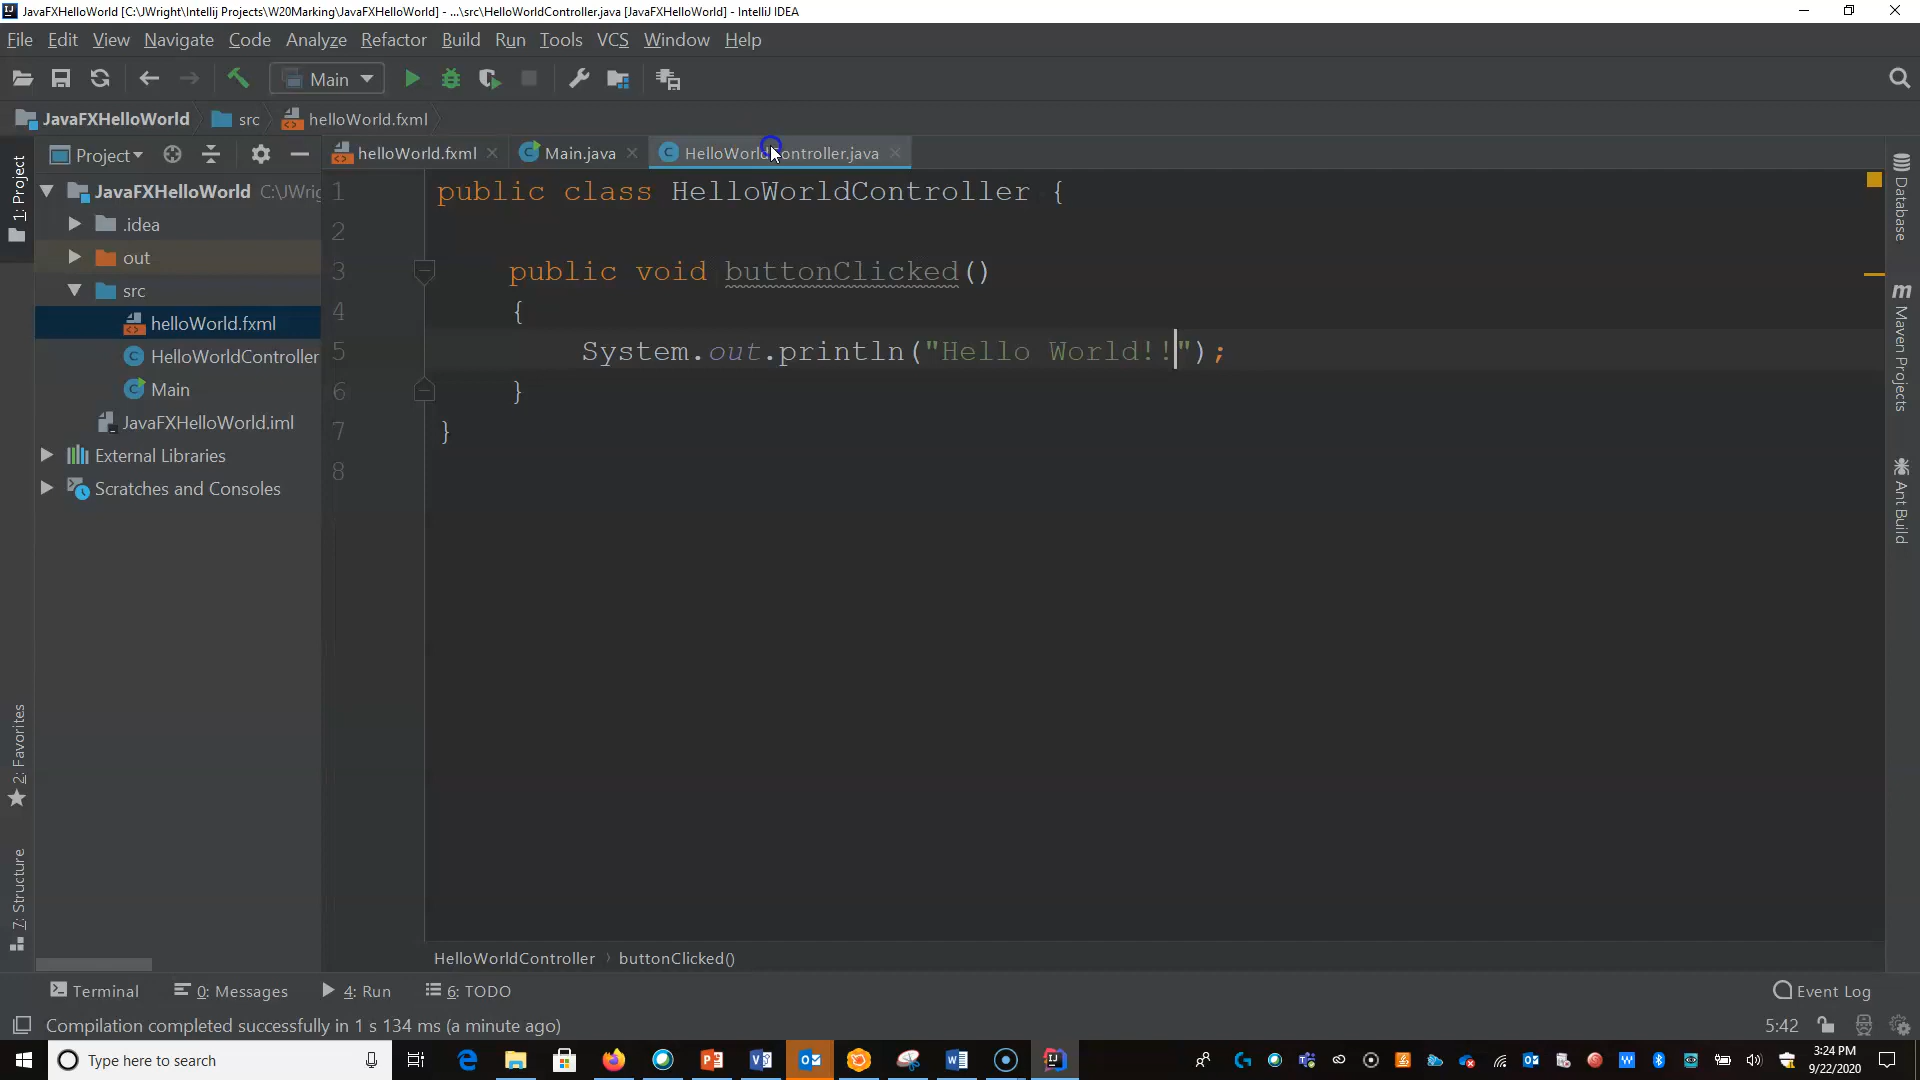 JavaFXHelloWorld [C:\JWright\Intellij Projects\W20Marking\JavaFXHelloWorld] - ...\src\HelloWorldController.java [JavaFXHelloWorld] - IntelliJ IDEA
File Edit View Navigate Code Analyze Refactor Build Run Tools VCS Window Help
Main
JavaFXHelloWorld src helloWorld.fxml
Project
helloWorld.fxml Main.java HelloWorldController.java
JavaFXHelloWorld C:\JWrig
.idea
out
src
helloWorld.fxml
HelloWorldController
Main
JavaFXHelloWorld.iml
External Libraries
Scratches and Consoles
1: Project
2: Favorites
7: Structure
1 public class HelloWorldController {
2
3 public void buttonClicked()
4 {
5 System.out.println("Hello World!!");
6 }
7 }
8
Database
Maven Projects
Ant Build
HelloWorldController › buttonClicked()
Terminal 0: Messages 4: Run 6: TODO Event Log
Compilation completed successfully in 1 s 134 ms (a minute ago) 5:42
Type here to search
3:24 PM
9/22/2020